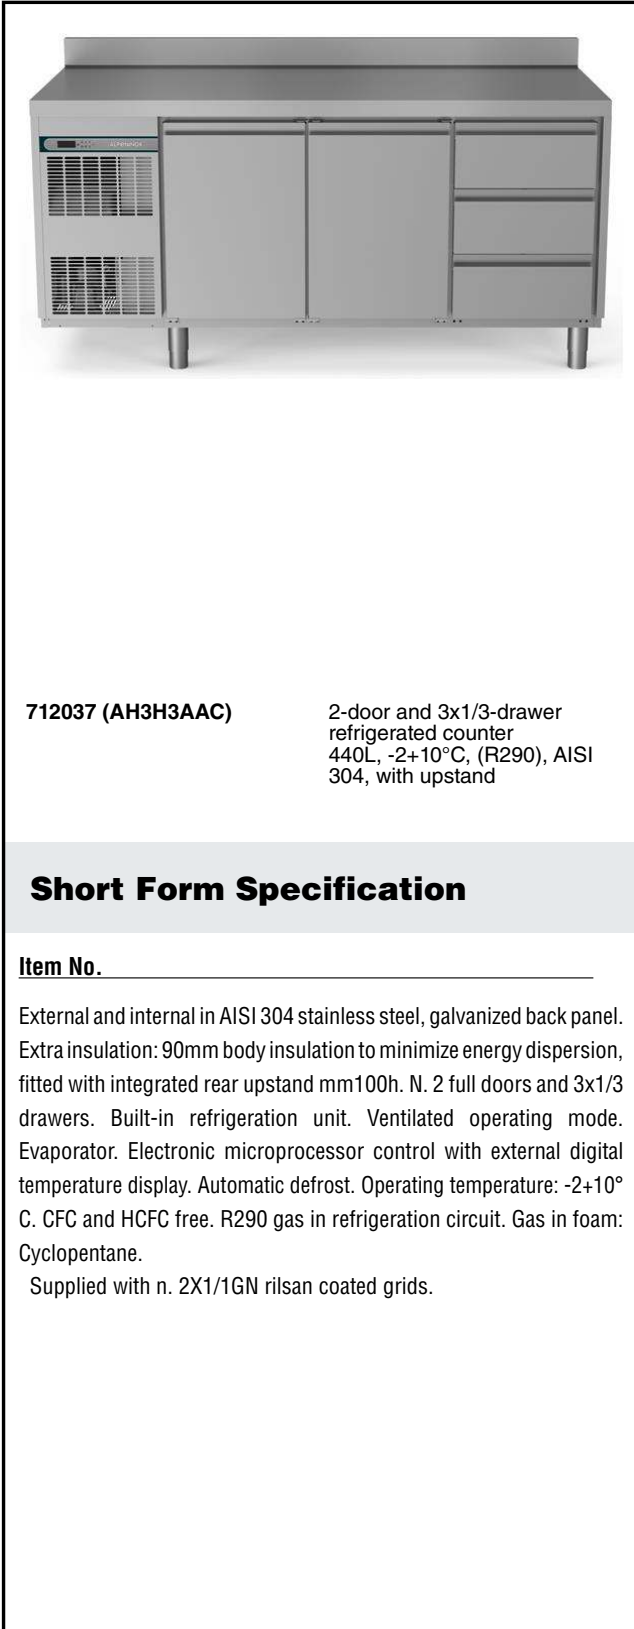 ALPENINOX
712037 (AH3H3AAC)
2-door and 3x1/3-drawer
refrigerated counter
440L, -2+10°C, (R290), AISI
304, with upstand
Short Form Specification
Item No.
External and internal in AISI 304 stainless steel, galvanized back panel.
Extra insulation: 90mm body insulation to minimize energy dispersion,
fitted with integrated rear upstand mm100h. N. 2 full doors and 3x1/3
drawers. Built-in refrigeration unit. Ventilated operating mode.
Evaporator. Electronic microprocessor control with external digital
temperature display. Automatic defrost. Operating temperature: -2+10°
C. CFC and HCFC free. R290 gas in refrigeration circuit. Gas in foam:
Cyclopentane.
Supplied with n. 2X1/1GN rilsan coated grids.